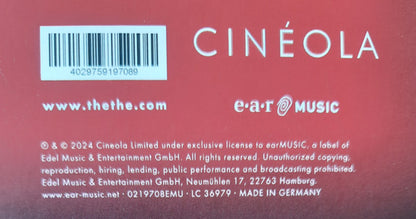 CINÉOLA
4029759197089
www.thethe.com
e·a·r MUSIC
℗ & © 2024 Cineola Limited under exclusive license to earMUSIC, a label of
Edel Music & Entertainment GmbH. All rights reserved. Unauthorized copying,
reproduction, hiring, lending, public performance and broadcasting prohibited.
Edel Music & Entertainment GmbH, Neumühlen 17, 22763 Hamburg.
www.ear-music.net · 0219708EMU · LC 36979 · MADE IN GERMANY